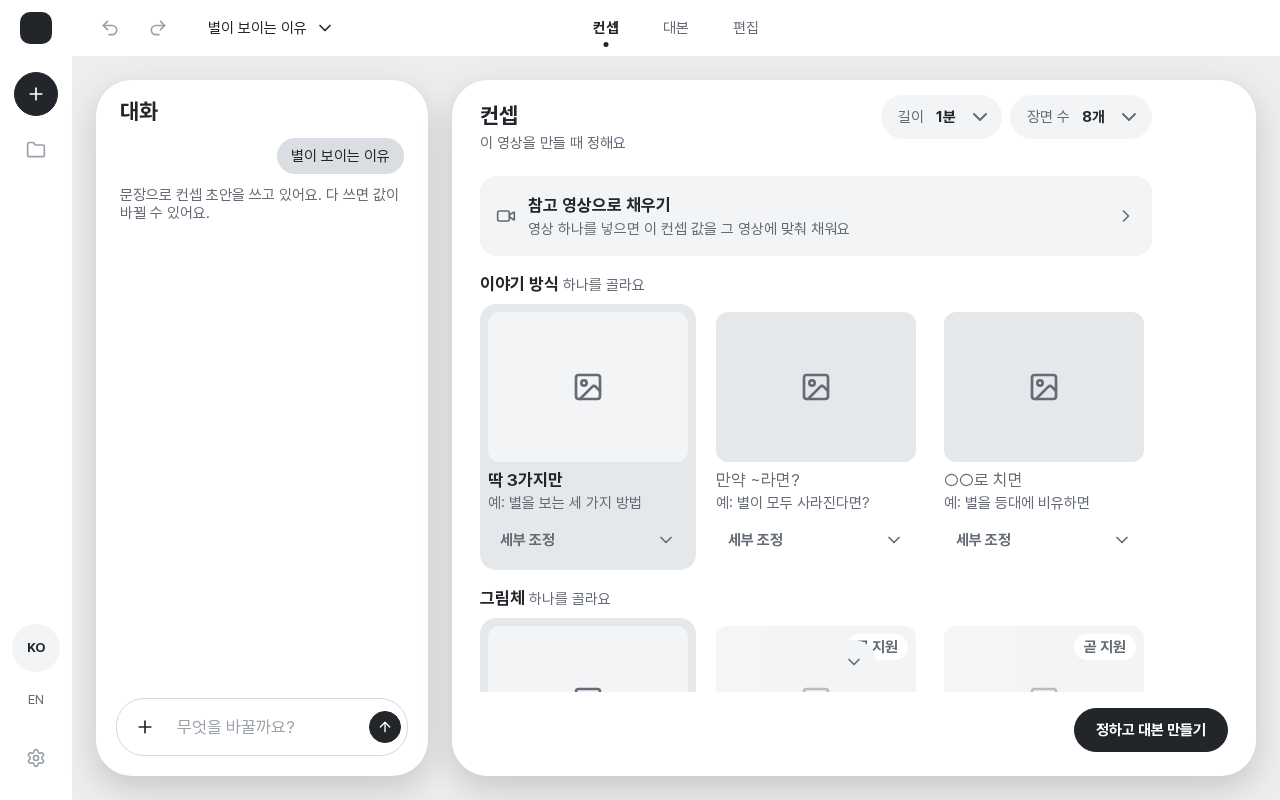 별이 보이는 이유
컨셉
대본
편집
대화
별이 보이는 이유
문장으로 컨셉 초안을 쓰고 있어요. 다 쓰면 값이
바뀔 수 있어요.
무엇을 바꿀까요?
KO
EN
컨셉
이 영상을 만들 때 정해요
길이 1분
장면 수 8개
참고 영상으로 채우기
영상 하나를 넣으면 이 컨셉 값을 그 영상에 맞춰 채워요
이야기 방식 하나를 골라요
딱 3가지만
예: 별을 보는 세 가지 방법
세부 조정
만약 ~라면?
예: 별이 모두 사라진다면?
세부 조정
○○로 치면
예: 별을 등대에 비유하면
세부 조정
그림체 하나를 골라요
지원
곧 지원
정하고 대본 만들기